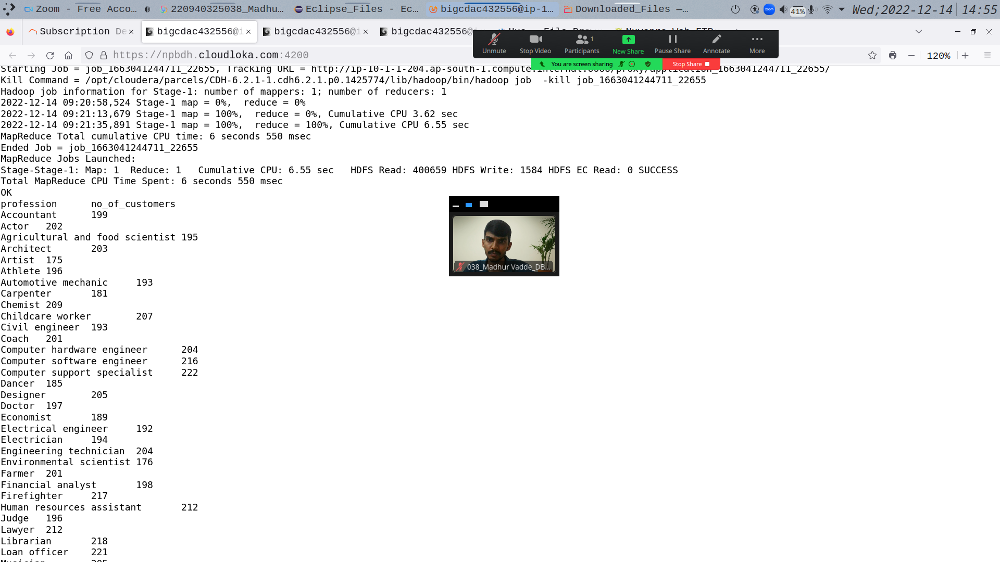 Zoom - Free Acco...
220940325038_Madhu...
Eclipse_Files - Ec...
bigcdac432556@ip-1...
Downloaded_Files —...
zoom
41%
Wed;2022-12-14
14:55
Subscription De
bigcdac432556@i
bigcdac432556@i
bigcdac432556@
https://npbdh.cloudloka.com:4200
120%
Unmute
Stop Video
Participants
1
New Share
Pause Share
Annotate
More
You are screen sharing
Stop Share
Starting Job = job_1663041244711_22655, Tracking URL = http://ip-10-1-1-204.ap-south-1.compute.internal:8088/proxy/application_1663041244711_22655/
Kill Command = /opt/cloudera/parcels/CDH-6.2.1-1.cdh6.2.1.p0.1425774/lib/hadoop/bin/hadoop job  -kill job_1663041244711_22655
Hadoop job information for Stage-1: number of mappers: 1; number of reducers: 1
2022-12-14 09:20:58,524 Stage-1 map = 0%,  reduce = 0%
2022-12-14 09:21:13,679 Stage-1 map = 100%,  reduce = 0%, Cumulative CPU 3.62 sec
2022-12-14 09:21:35,891 Stage-1 map = 100%,  reduce = 100%, Cumulative CPU 6.55 sec
MapReduce Total cumulative CPU time: 6 seconds 550 msec
Ended Job = job_1663041244711_22655
MapReduce Jobs Launched:
Stage-Stage-1: Map: 1  Reduce: 1   Cumulative CPU: 6.55 sec   HDFS Read: 400659 HDFS Write: 1584 HDFS EC Read: 0 SUCCESS
Total MapReduce CPU Time Spent: 6 seconds 550 msec
OK
profession      no_of_customers
Accountant      199
Actor   202
Agricultural and food scientist 195
Architect       203
Artist  175
Athlete 196
Automotive mechanic     193
Carpenter       181
Chemist 209
Childcare worker        207
Civil engineer  193
Coach   201
Computer hardware engineer      204
Computer software engineer      216
Computer support specialist     222
Dancer  185
Designer        205
Doctor  197
Economist       189
Electrical engineer     192
Electrician     194
Engineering technician  204
Environmental scientist 176
Farmer  201
Financial analyst       198
Firefighter     217
Human resources assistant       212
Judge   196
Lawyer  212
Librarian       218
Loan officer    221
Musician        205
038_Madhur Vadde_DB...